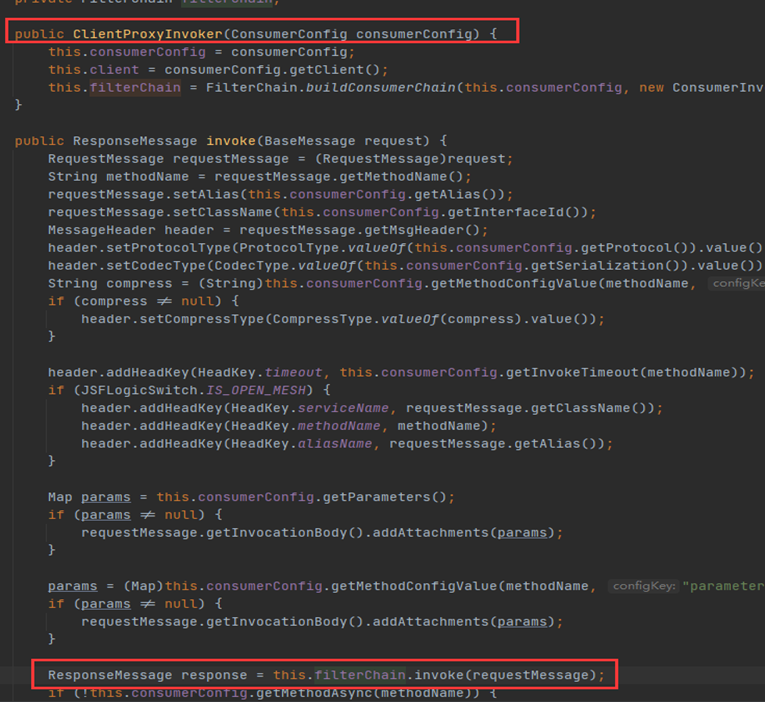 private FilterChain filterChain;
public ClientProxyInvoker(ConsumerConfig consumerConfig) {
    this.consumerConfig = consumerConfig;
    this.client = consumerConfig.getClient();
    this.filterChain = FilterChain.buildConsumerChain(this.consumerConfig, new ConsumerInv
}
public ResponseMessage invoke(BaseMessage request) {
    RequestMessage requestMessage = (RequestMessage)request;
    String methodName = requestMessage.getMethodName();
    requestMessage.setAlias(this.consumerConfig.getAlias());
    requestMessage.setClassName(this.consumerConfig.getInterfaceId());
    MessageHeader header = requestMessage.getMsgHeader();
    header.setProtocolType(ProtocolType.valueOf(this.consumerConfig.getProtocol()).value()
    header.setCodecType(CodecType.valueOf(this.consumerConfig.getSerialization()).value())
    String compress = (String)this.consumerConfig.getMethodConfigValue(methodName, configKe
    if (compress ≠ null) {
        header.setCompressType(CompressType.valueOf(compress).value());
    }
    header.addHeadKey(HeadKey.timeout, this.consumerConfig.getInvokeTimeout(methodName));
    if (JSFLogicSwitch.IS_OPEN_MESH) {
        header.addHeadKey(HeadKey.serviceName, requestMessage.getClassName());
        header.addHeadKey(HeadKey.methodName, methodName);
        header.addHeadKey(HeadKey.aliasName, requestMessage.getAlias());
    }
    Map params = this.consumerConfig.getParameters();
    if (params ≠ null) {
        requestMessage.getInvocationBody().addAttachments(params);
    }
    params = (Map)this.consumerConfig.getMethodConfigValue(methodName, configKey: "parameter
    if (params ≠ null) {
        requestMessage.getInvocationBody().addAttachments(params);
    }
    ResponseMessage response = this.filterChain.invoke(requestMessage);
    if (!this.consumerConfig.getMethodAsync(methodName)) {